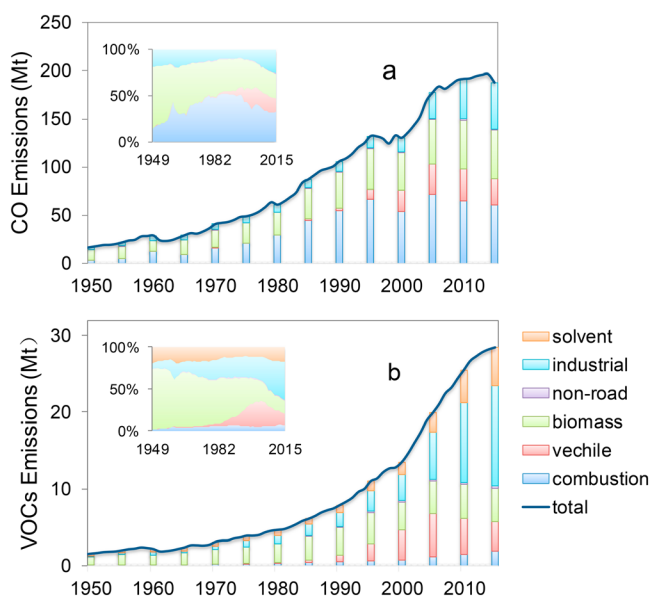 250
200
150
100
50
0
CO Emissions (Mt)
100%
50%
0%
1949 1982 2015
a
1950 1960 1970 1980 1990 2000 2010
30
20
10
0
VOCs Emissions (Mt)
100%
50%
0%
1949 1982 2015
b
1950 1960 1970 1980 1990 2000 2010
solvent
industrial
non-road
biomass
vechile
combustion
total